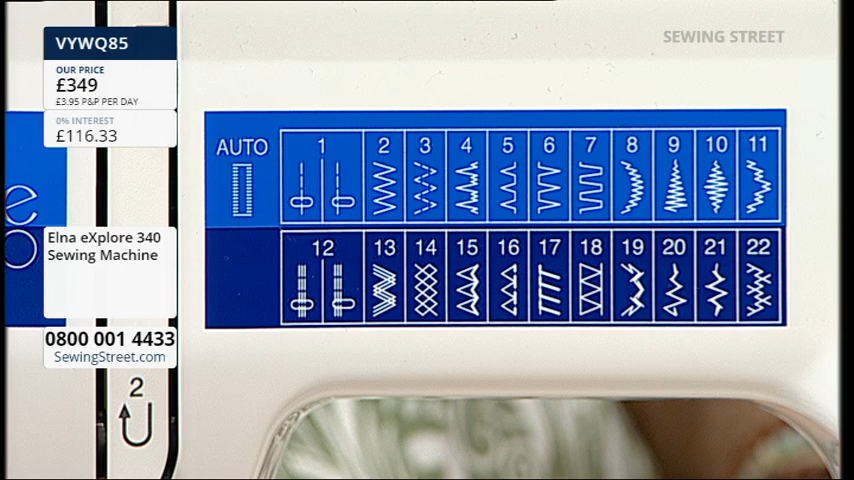 VYWQ85
SEWING STREET
OUR PRICE
£349
£3.95 P&P PER DAY
0% INTEREST
£116.33
AUTO 1 2 3 4 5 6 7 8 9 10 11
12 13 14 15 16 17 18 19 20 21 22
Elna eXplore 340
Sewing Machine
0800 001 4433
SewingStreet.com
2